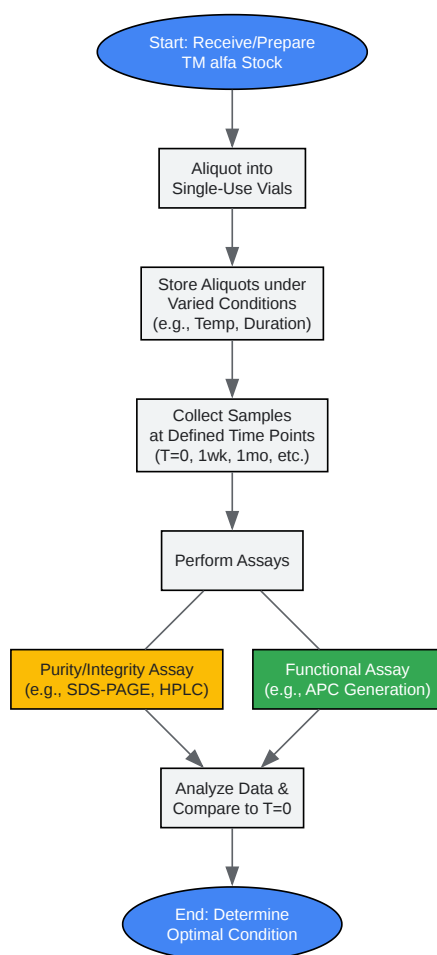 Start: Receive/Prepare
TM alfa Stock
Aliquot into
Single-Use Vials
Store Aliquots under
Varied Conditions
(e.g., Temp, Duration)
Collect Samples
at Defined Time Points
(T=0, 1wk, 1mo, etc.)
Perform Assays
Purity/Integrity Assay
(e.g., SDS-PAGE, HPLC)
Functional Assay
(e.g., APC Generation)
Analyze Data &
Compare to T=0
End: Determine
Optimal Condition